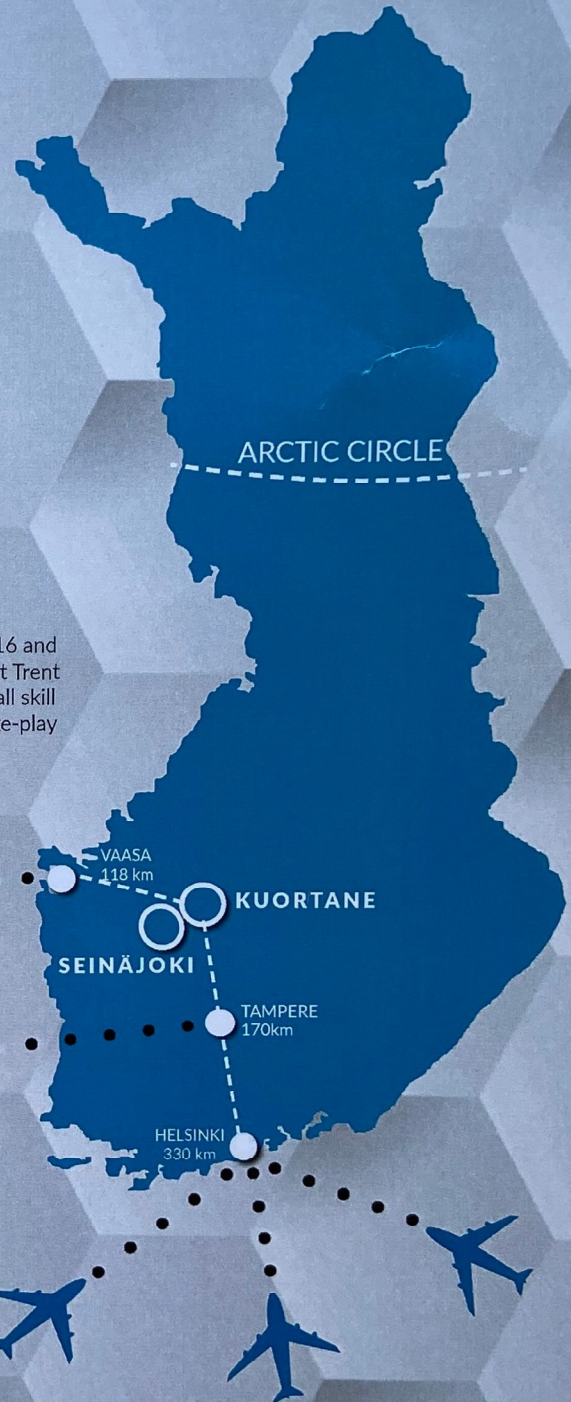 ARCTIC CIRCLE
16 and
t Trent
all skill
e-play
VAASA
118 km
KUORTANE
SEINÄJOKI
TAMPERE
170km
HELSINKI
330 km